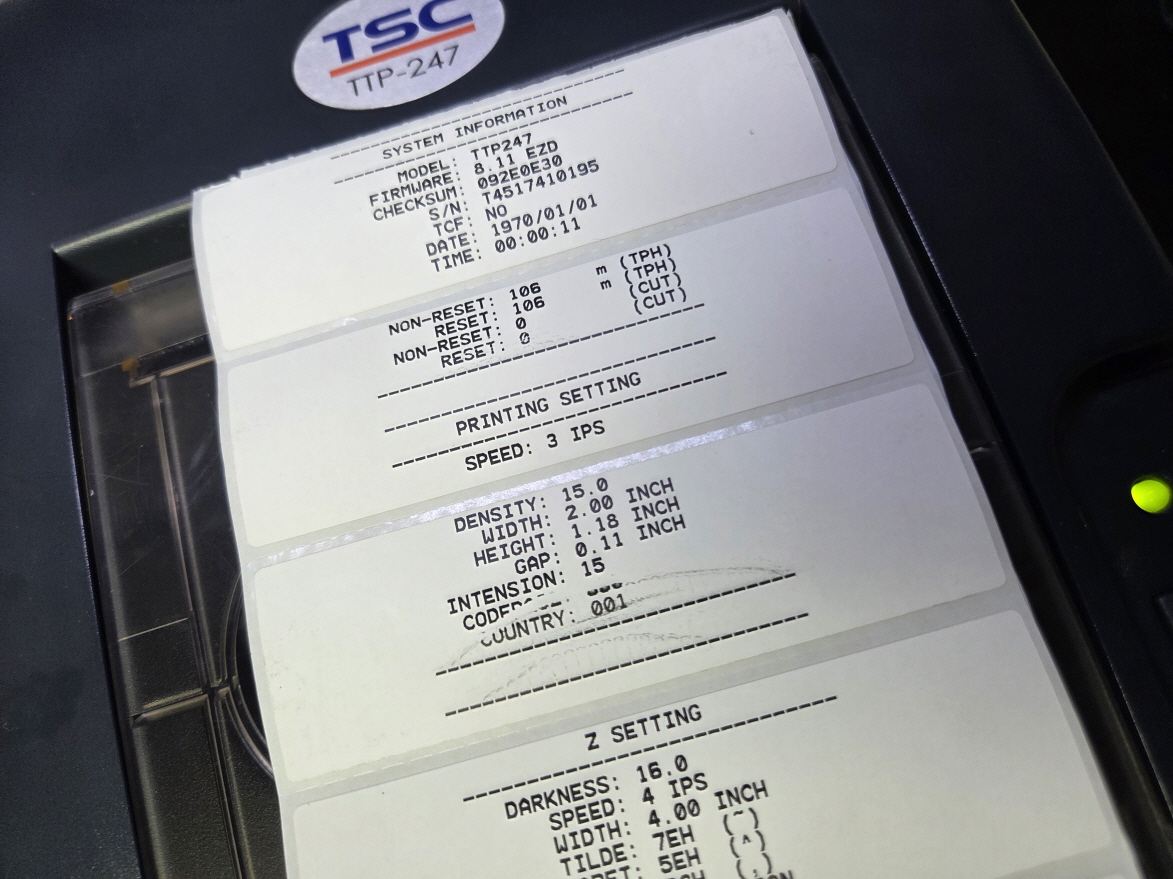 TSC
TTP-247
SYSTEM INFORMATION
MODEL: TTP247
FIRMWARE: 8.11 EZD
CHECKSUM: 092E0E30
S/N: T4517410195
TCF: NO
DATE: 1970/01/01
TIME: 00:00:11
NON-RESET: 106 m (TPH)
RESET: 106 m (TPH)
NON-RESET: 0 (CUT)
RESET: 0 (CUT)
PRINTING SETTING
SPEED: 3 IPS
DENSITY: 15.0
WIDTH: 2.00 INCH
HEIGHT: 1.18 INCH
GAP: 0.11 INCH
INTENSION: 15
COUNTRY: 001
Z SETTING
DARKNESS: 16.0
SPEED: 4 IPS
WIDTH: 4.00 INCH
TILDE: 7EH (~)
5EH (^)
(,)